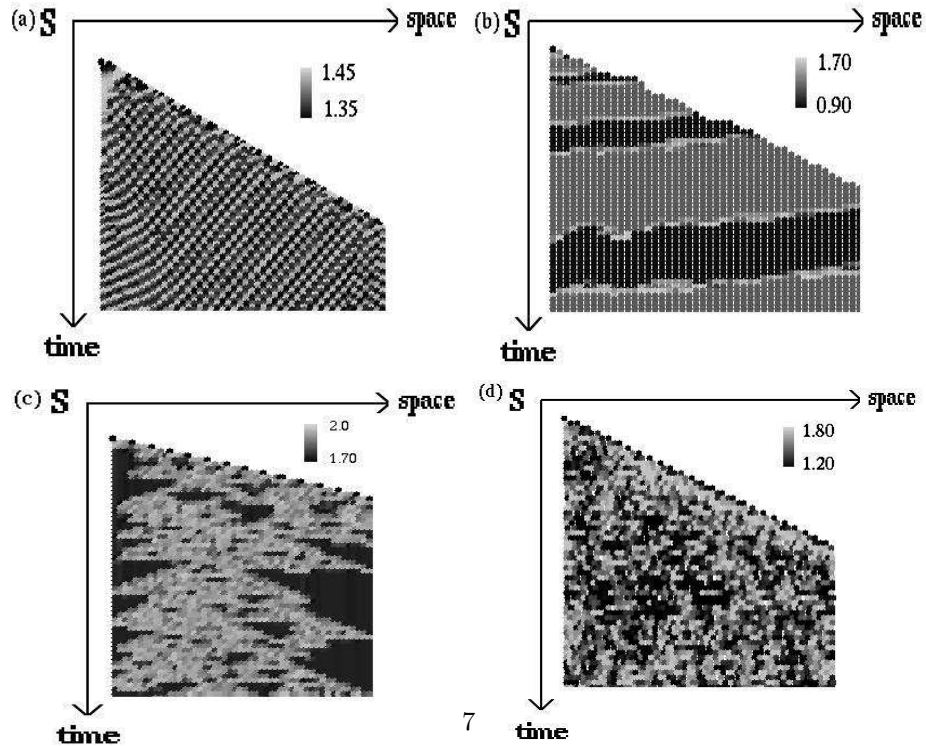 (a) S space
1.45
1.35
time
(b) S space
1.70
0.90
time
(c) S space
2.0
1.70
time
(d) S space
1.80
1.20
time
7